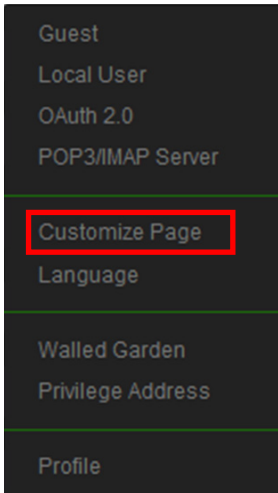 Guest
Local User
OAuth 2.0
POP3/IMAP Server
Customize Page
Language
Walled Garden
Privilege Address
Profile